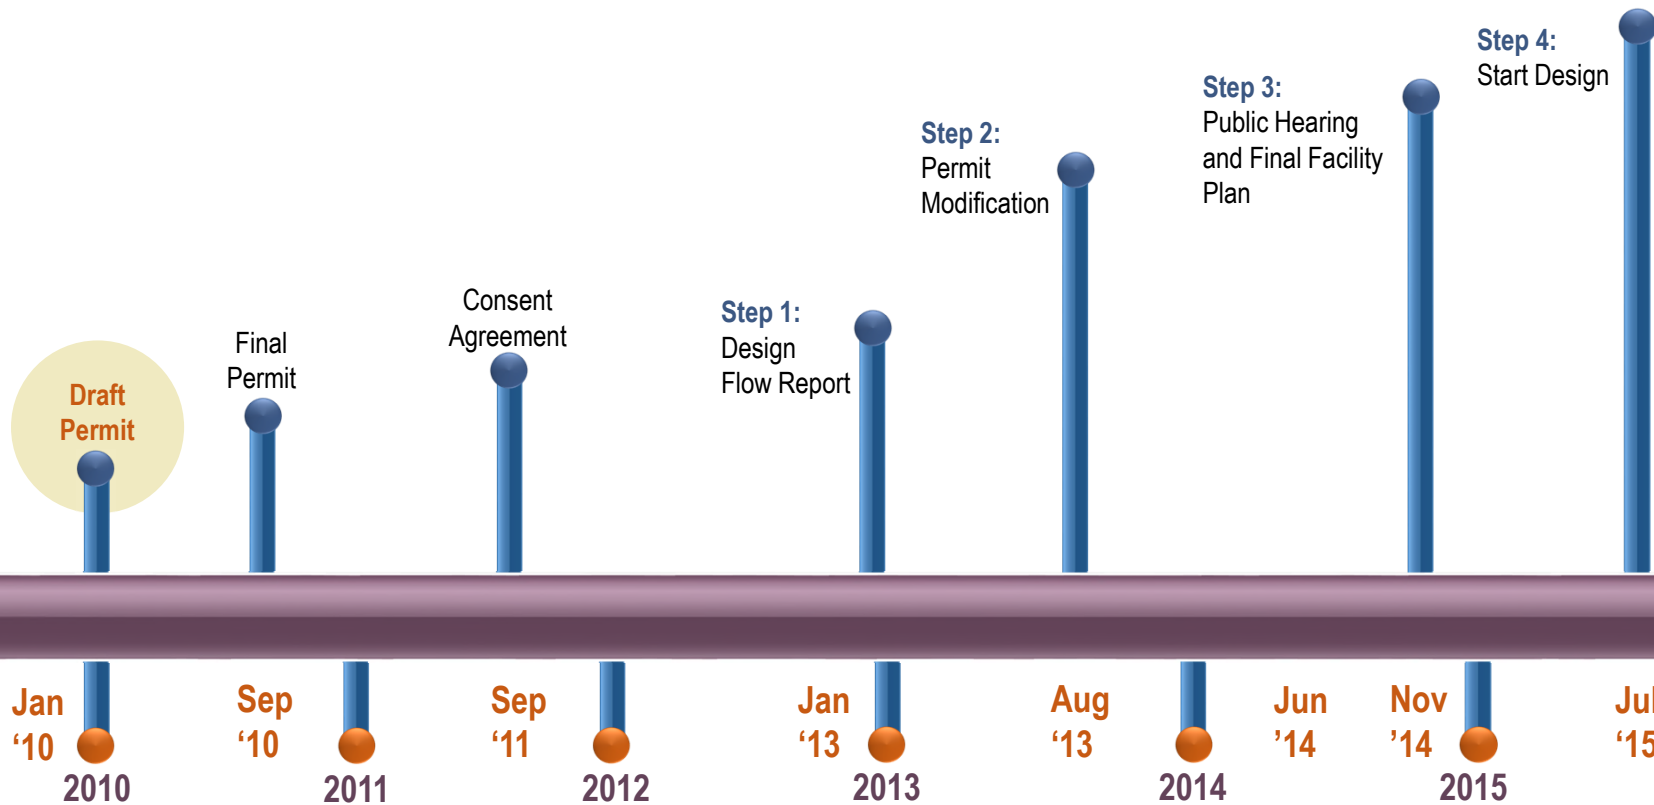 Step 4:
Start Design
Step 3:
Public Hearing
and Final Facility
Plan
Step 2:
Permit
Modification
Consent
Agreement
Step 1:
Design
Flow Report
Final
Permit
Draft
Permit
Jan
‘10
Sep
‘10
Sep
‘11
Jan
‘13
Aug
‘13
Jun
’14
Nov
’14
Jul
‘15
2010
2011
2012
2013
2014
2015